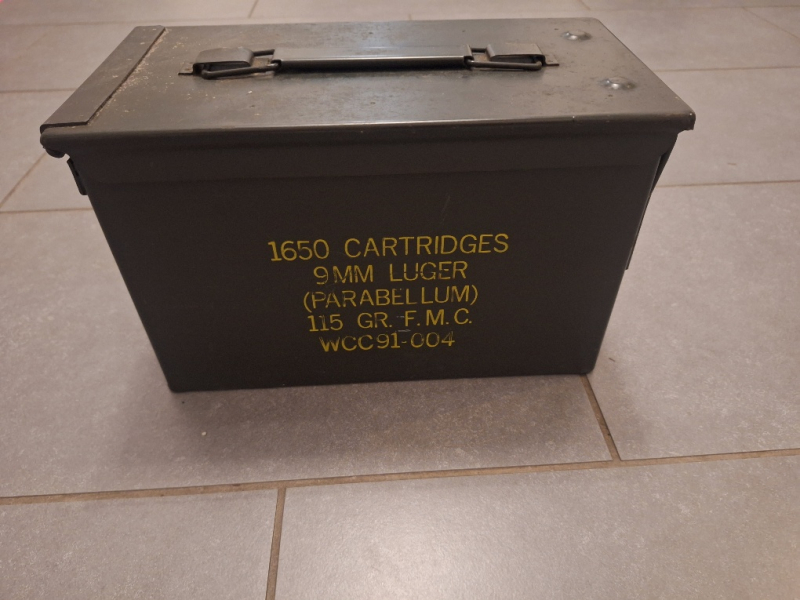 1650 CARTRIDGES
9MM LUGER
(PARABELLUM)
115 GR. F.M.C.
WCC91-004